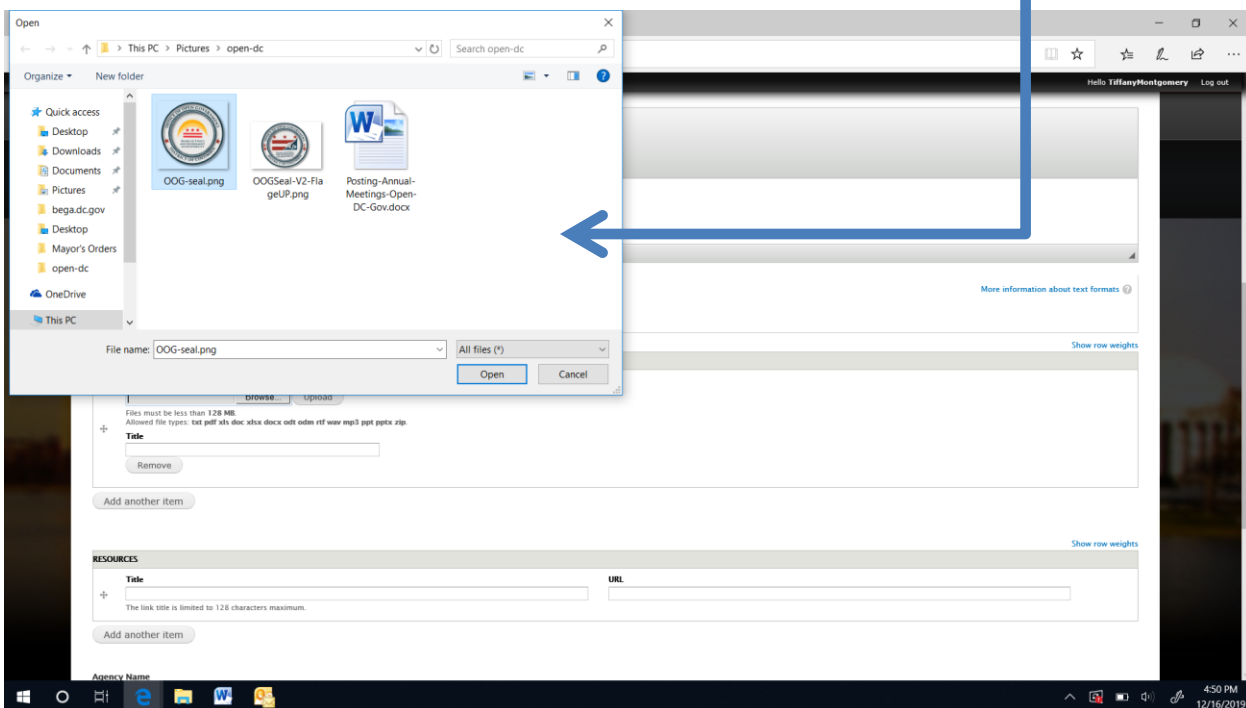 Open
This PC > Pictures > open-dc
Search open-dc
Organize
New folder
Hello TiffanyMontgomery Log out
Quick access
Desktop
Downloads
Documents
Pictures
bega.dc.gov
Desktop
Mayor's Orders
open-dc
OneDrive
This PC
OOG-seal.png
OOGSeal-V2-Fla
geUP.png
Posting-Annual-
Meetings-Open-
DC-Gov.docx
More information about text formats
File name: OOG-seal.png
All files (*)
Open
Cancel
Show row weights
Browse...
Upload
Files must be less than 128 MB.
Allowed file types: txt pdf xls doc xlsx docx odt odm rtf wav mp3 ppt pptx zip.
Title
Remove
Add another item
Show row weights
RESOURCES
Title
URL
The link title is limited to 128 characters maximum.
Add another item
Agency Name
4:50 PM
12/16/2019